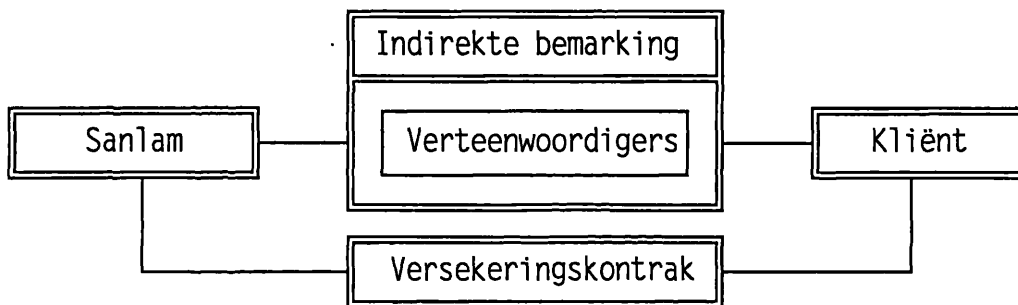 Indirekte bemarking
Sanlam
Verteenwoordigers
Kliënt
Versekeringskontrak